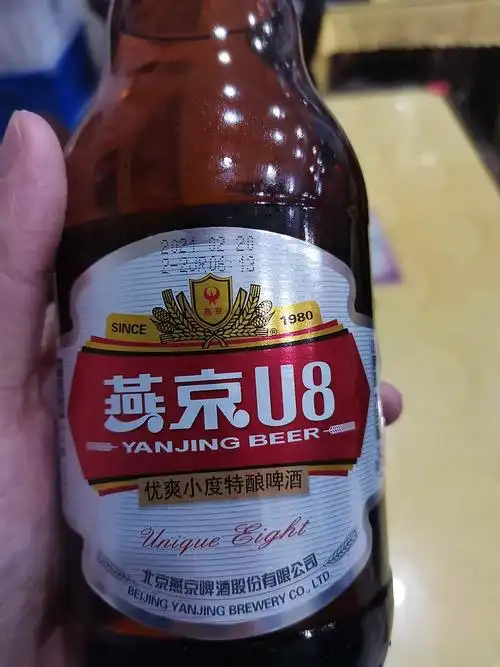 2021 02 20
燕京
SINCE 1980
®
燕京U8
YANJING BEER
优爽小度特酿啤酒
Unique Eight
北京燕京啤酒股份有限公司
BEIJING YANJING BREWERY CO., LTD